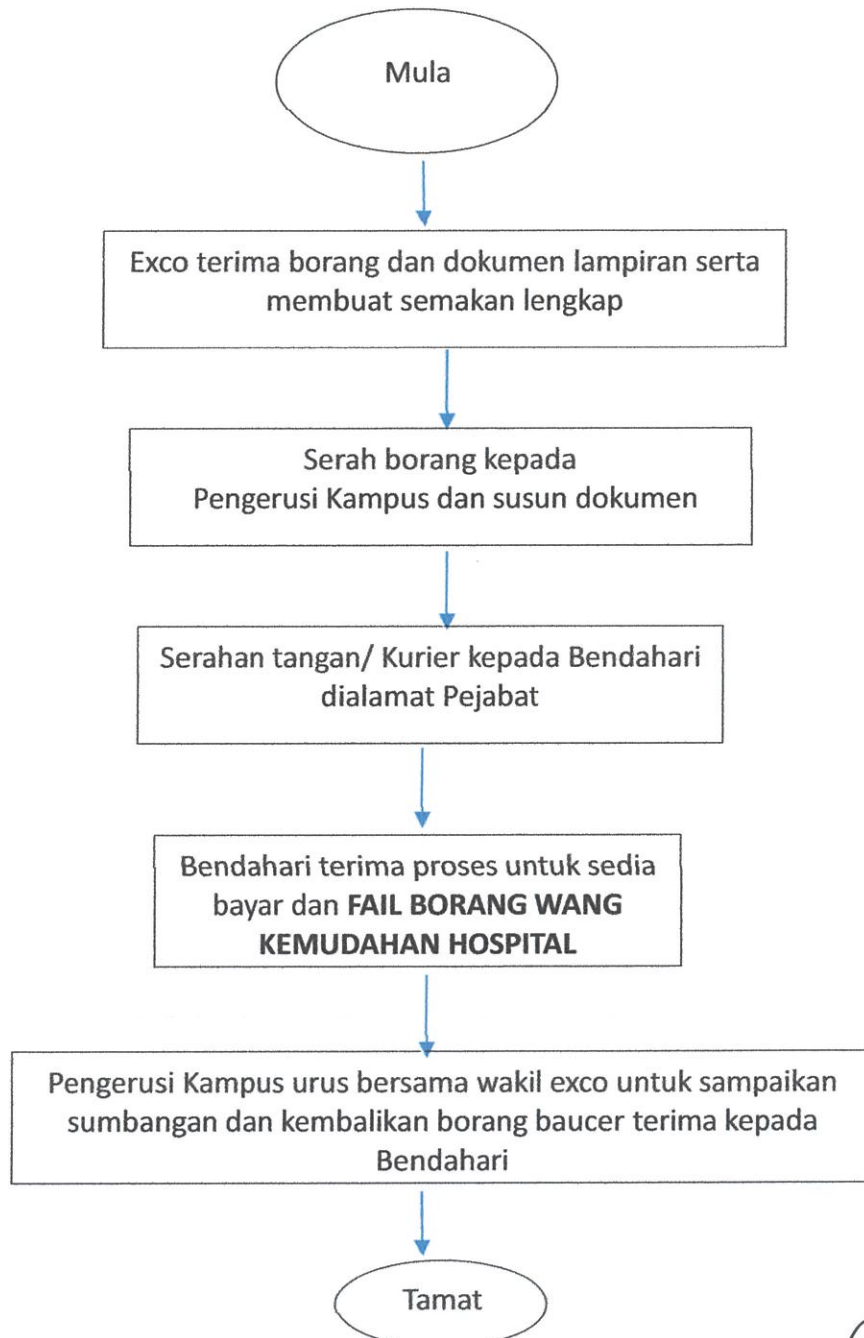 Mula
Exco terima borang dan dokumen lampiran serta
membuat semakan lengkap
Serah borang kepada
Pengerusi Kampus dan susun dokumen
Serahan tangan/ Kurier kepada Bendahari
dialamat Pejabat
Bendahari terima proses untuk sedia
bayar dan FAIL BORANG WANG
KEMUDAHAN HOSPITAL
Pengerusi Kampus urus bersama wakil exco untuk sampaikan
sumbangan dan kembalikan borang baucer terima kepada
Bendahari
Tamat